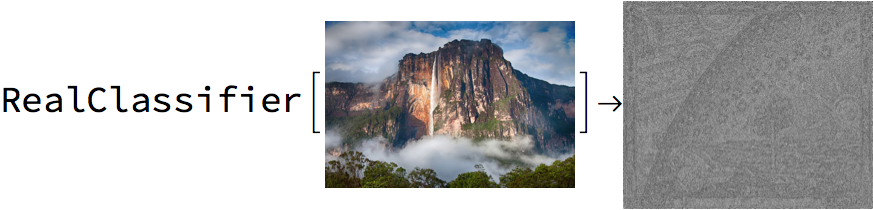 RealClassifier[ ] →